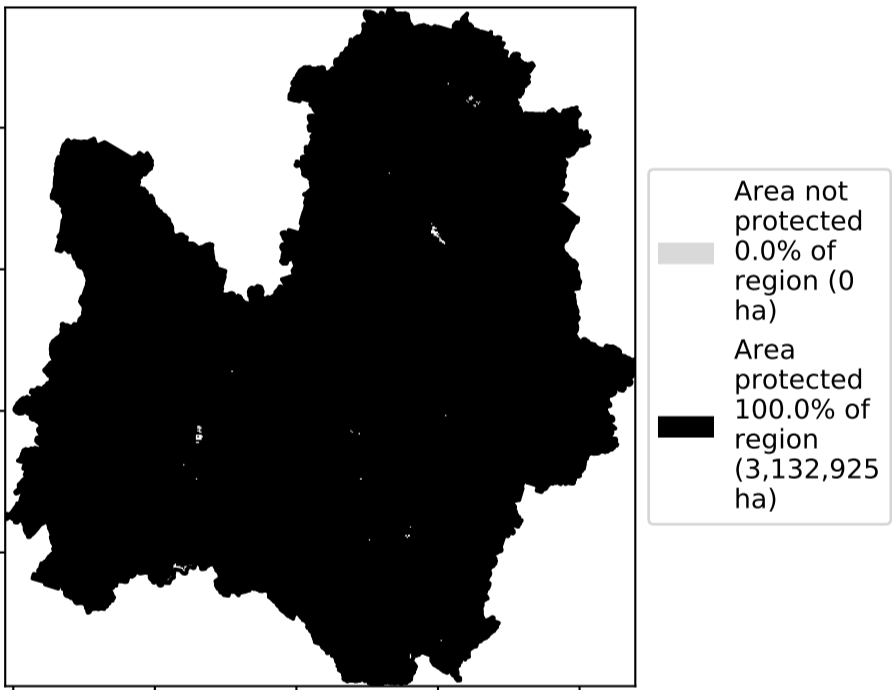 Area not
protected
0.0% of
region (0
ha)
Area
protected
100.0% of
region
(3,132,925
ha)